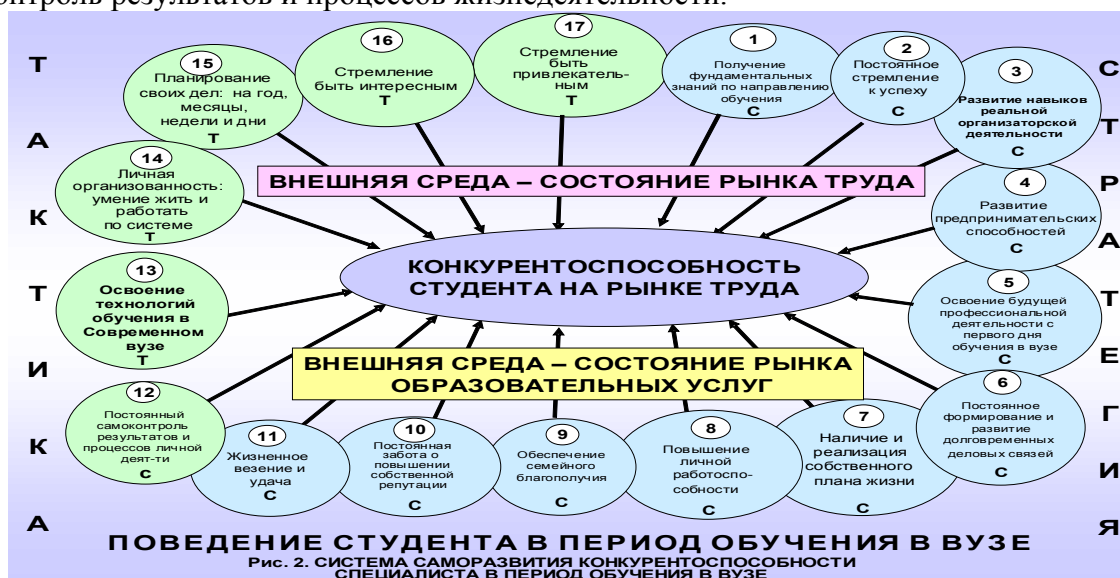 онтроль результатов и процессов жизнедеятельности.
16
Стремление
быть интересным
Т
17
Стремление
быть
привлекатель-
ным
Т
1
Получение
фундаментальных
знаний по направлению
обучения
С
2
Постоянное
стремление
к успеху
С
3
Развитие навыков
реальной
организаторской
деятельности
С
15
Планирование
своих дел: на год,
месяцы,
недели и дни
Т
14
Личная
организованность:
умение жить и
работать
по системе
Т
ВНЕШНЯЯ СРЕДА – СОСТОЯНИЕ РЫНКА ТРУДА
4
Развитие
предпринимательских
способностей
С
13
Освоение
технологий
обучения в
Современном
вузе
Т
КОНКУРЕНТОСПОСОБНОСТЬ
СТУДЕНТА НА РЫНКЕ ТРУДА
5
Освоение будущей
профессиональной
деятельности с
первого дня
обучения в вузе
С
ВНЕШНЯЯ СРЕДА – СОСТОЯНИЕ РЫНКА
ОБРАЗОВАТЕЛЬНЫХ УСЛУГ
12
Постоянный
самоконтроль
результатов и
процессов личной
деят-ти
С
11
Жизненное
везение и
удача
С
10
Постоянная
забота о
повышении
собственной
репутации
С
9
Обеспечение
семейного
благополучия
С
8
Повышение
личной
работоспо-
собности
С
7
Наличие и
реализация
собственного
плана жизни
С
6
Постоянное
формирование и
развитие
долговременных
деловых связей
С
ТАКТИКА
СТРАТЕГИЯ
ПОВЕДЕНИЕ СТУДЕНТА В ПЕРИОД ОБУЧЕНИЯ В ВУЗЕ
Рис. 2. СИСТЕМА САМОРАЗВИТИЯ КОНКУРЕНТОСПОСОБНОСТИ
СПЕЦИАЛИСТА В ПЕРИОД ОБУЧЕНИЯ В ВУЗЕ